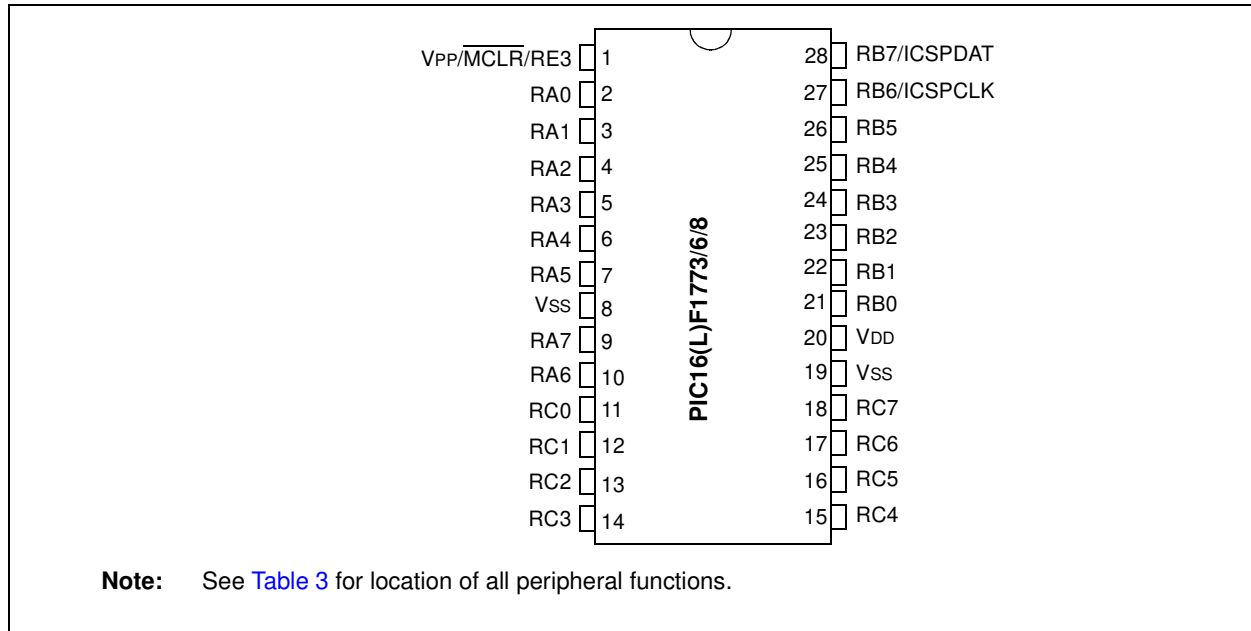 VPP/MCLR/RE3 1 28 RB7/ICSPDAT
RA0 2 27 RB6/ICSPCLK
RA1 3 26 RB5
RA2 4 25 RB4
RA3 5 24 RB3
RA4 6 23 RB2
RA5 7 22 RB1
VSS 8 21 RB0
RA7 9 20 VDD
RA6 10 19 VSS
RC0 11 18 RC7
RC1 12 17 RC6
RC2 13 16 RC5
RC3 14 15 RC4
PIC16(L)F1773/6/8
Note: See Table 3 for location of all peripheral functions.